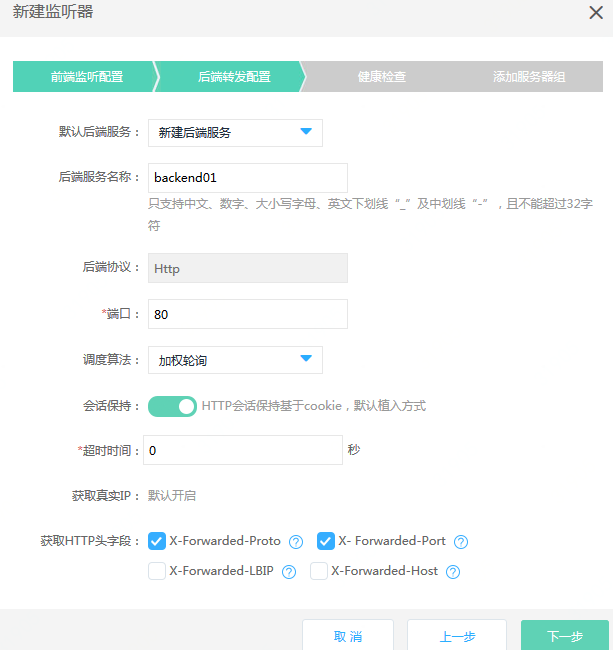 新建监听器
前端监听配置 后端转发配置 健康检查 添加服务器组
默认后端服务： 新建后端服务
后端服务名称： backend01
只支持中文、数字、大小写字母、英文下划线“_”及中划线“-”，且不能超过32字
符
后端协议： Http
*端口： 80
调度算法： 加权轮询
会话保持： HTTP会话保持基于cookie，默认植入方式
*超时时间： 0 秒
获取真实IP： 默认开启
获取HTTP头字段： X-Forwarded-Proto ? X- Forwarded-Port ?
X-Forwarded-LBIP ? X-Forwarded-Host ?
取 消 上一步 下一步